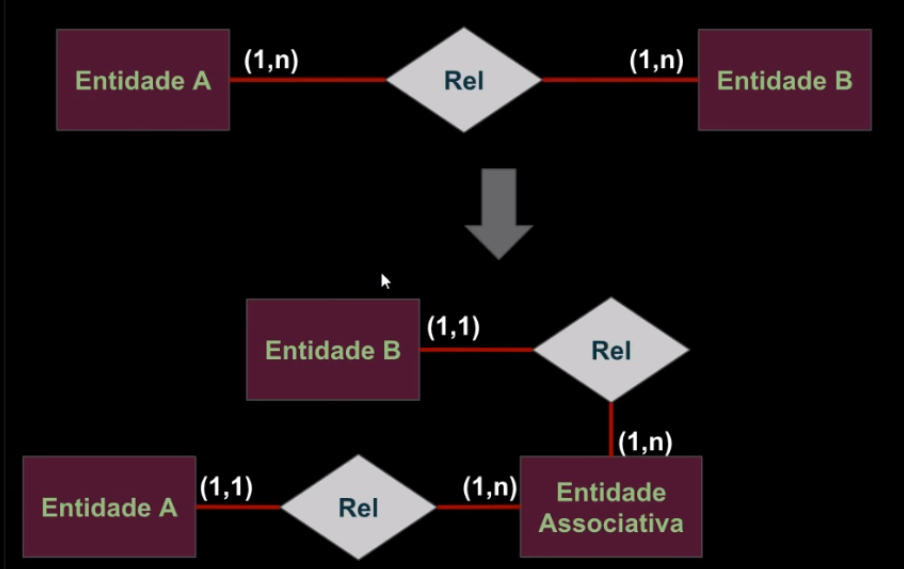 (1,n)
(1,n)
Entidade A
Rel
Entidade B
(1,1)
Entidade B
Rel
(1,n)
(1,1)
(1,n)
Entidade A
Rel
Entidade
Associativa